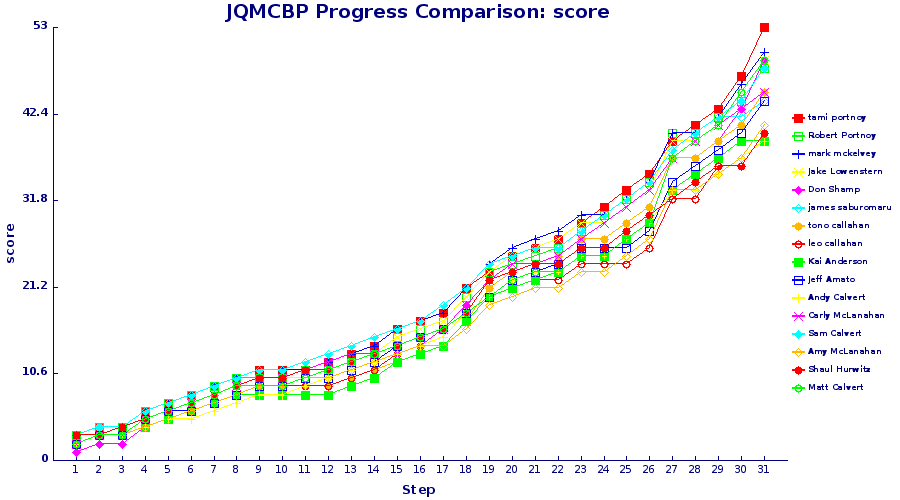 JQMCBP Progress Comparison: score
53
42.4
31.8
21.2
10.6
0
score
1 2 3 4 5 6 7 8 9 10 11 12 13 14 15 16 17 18 19 20 21 22 23 24 25 26 27 28 29 30 31
Step
tami portnoy
Robert Portnoy
mark mckelvey
Jake Lowenstern
Don Shamp
james saburomaru
tono callahan
leo callahan
Kai Anderson
Jeff Amato
Andy Calvert
Carly McLanahan
Sam Calvert
Amy McLanahan
Shaul Hurwitz
Matt Calvert